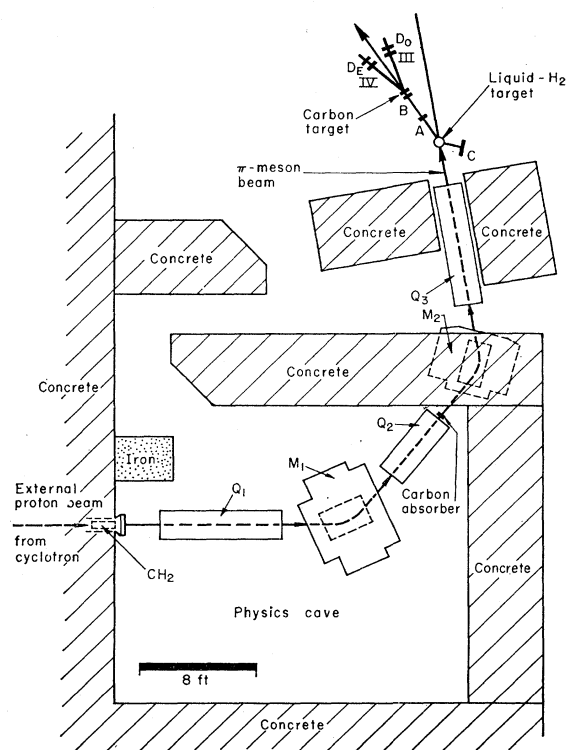 D₀
III
D_E
IV
Liquid-H₂
target
Carbon
target
B
A
C
π-meson
beam
Concrete
Concrete
Concrete
Q₃
M₂
Concrete
Concrete
Q₂
Iron
M₁
Carbon
absorber
External
proton beam
Q₁
from
cyclotron
CH₂
Concrete
Physics cave
8 ft
Concrete